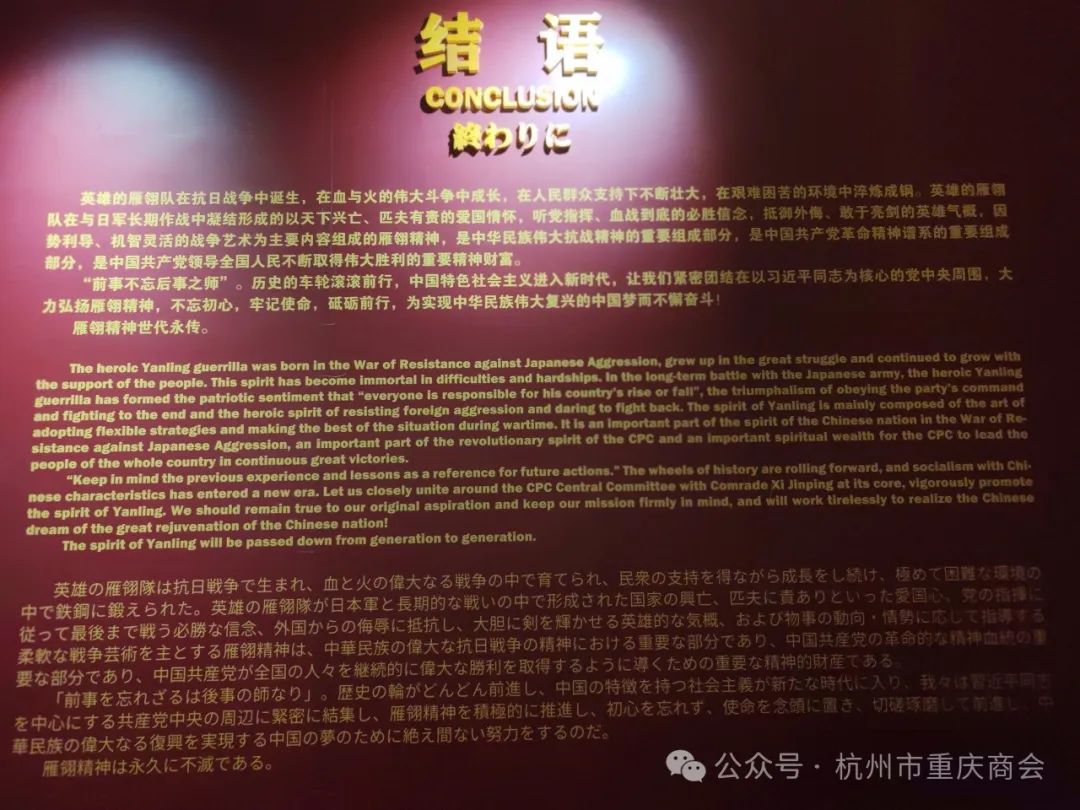 结 语
CONCLUSION
終わりに
英雄的雁翎队在抗日战争中诞生，在血与火的伟大斗争中成长，在人民群众支持下不断壮大，在艰难困苦的环境中淬炼成钢。英雄的雁翎
队在与日军长期作战中凝结形成的以天下兴亡、匹夫有责的爱国情怀，听党指挥、血战到底的必胜信念，抵御外侮、敢于亮剑的英雄气概，因
势利导、机智灵活的战争艺术为主要内容组成的雁翎精神，是中华民族伟大抗战精神的重要组成部分，是中国共产党革命精神谱系的重要组成
部分，是中国共产党领导全国人民不断取得伟大胜利的重要精神财富。
“前事不忘后事之师”。历史的车轮滚滚前行，中国特色社会主义进入新时代，让我们紧密团结在以习近平同志为核心的党中央周围，大
力弘扬雁翎精神，不忘初心，牢记使命，砥砺前行，为实现中华民族伟大复兴的中国梦而不懈奋斗！
雁翎精神世代永传。
The heroic Yanling guerrilla was born in the War of Resistance against Japanese Aggression, grew up in the great struggle and continued to grow with
the support of the people. This spirit has become immortal in difficulties and hardships. In the long-term battle with the Japanese army, the heroic Yanling
guerrilla has formed the patriotic sentiment that “everyone is responsible for his country's rise or fall”, the triumphalism of obeying the party's command
and fighting to the end and the heroic spirit of resisting foreign aggression and daring to fight back. The spirit of Yanling is mainly composed of the art of
adopting flexible strategies and making the best of the situation during wartime. It is an important part of the spirit of the Chinese nation in the War of Re-
sistance against Japanese Aggression, an important part of the revolutionary spirit of the CPC and an important spiritual wealth for the CPC to lead the
people of the whole country in continuous great victories.
“Keep in mind the previous experience and lessons as a reference for future actions.” The wheels of history are rolling forward, and socialism with Chi-
nese characteristics has entered a new era. Let us closely unite around the CPC Central Committee with Comrade Xi Jinping at its core, vigorously promote
the spirit of Yanling. We should remain true to our original aspiration and keep our mission firmly in mind, and will work tirelessly to realize the Chinese
dream of the great rejuvenation of the Chinese nation!
The spirit of Yanling will be passed down from generation to generation.
英雄の雁翎隊は抗日戦争で生まれ、血と火の偉大なる戦争の中で育てられ、民衆の支持を得ながら成長をし続け、極めて困難な環境の
中で鉄鋼に鍛えられた。英雄の雁翎隊が日本軍と長期的な戦いの中で形成された国家の興亡、匹夫に責ありといった愛国心、党の指揮に
従って最後まで戦う必勝な信念、外国からの侮辱に抵抗し、大胆に剣を輝かせる英雄的な気概、および物事の動向・情勢に応じて指導する
柔軟な戦争芸術を主とする雁翎精神は、中華民族の偉大な抗日戦争の精神における重要な部分であり、中国共産党の革命的な精神血統の重
要な部分であり、中国共産党が全国の人々を継続的に偉大な勝利を取得するように導くための重要な精神的財産である。
「前事を忘れざるは後事の師なり」。歴史の輪がどんどん前進し、中国の特徴を持つ社会主義が新たな時代に入り、我々は習近平同志
を中心にする共産党中央の周辺に緊密に結集し、雁翎精神を積極的に推進し、初心を忘れず、使命を念頭に置き、切磋琢磨して前進し、中
華民族の偉大なる復興を実現する中国の夢のために絶え間ない努力をするのだ。
雁翎精神は永久に不滅である。
公众号·杭州市重庆商会